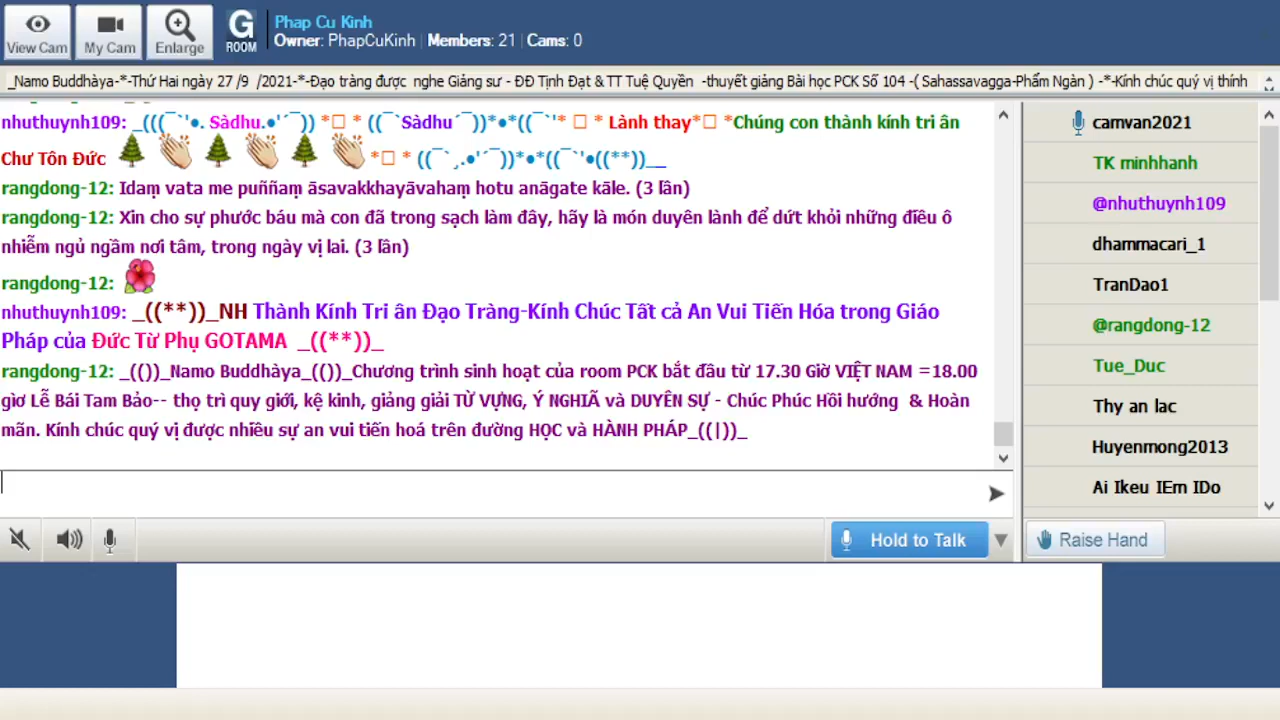 View Cam
My Cam
Enlarge
G
ROOM
Phap Cu Kinh
Owner: PhapCuKinh | Members: 21 | Cams: 0
_Namo Buddhàya-*-Thứ Hai ngày 27 /9 /2021-*-Đạo tràng được nghe Giảng sư - ĐĐ Tịnh Đạt & TT Tuệ Quyền -thuyết giảng Bài học PCK Số 104 -( Sahassavagga-Phẩm Ngàn ) -*-Kính chúc quý vị thính
nhuthuynh109: _(((¯`'•. Sàdhu.•'´¯)) *□ * ((¯`Sàdhu´¯))*•*((¯`'* □ * Lành thay*□ *Chúng con thành kính tri ân
Chư Tôn Đức *□ * ((¯`¸.•'´¯))*•*((¯`'•((**))__
rangdong-12: Idaṃ vata me puññaṃ āsavakkhayāvahaṃ hotu anāgate kāle. (3 lần)
rangdong-12: Xin cho sự phước báu mà con đã trong sạch làm đây, hãy là món duyên lành để dứt khỏi những điều ô
nhiễm ngủ ngầm nơi tâm, trong ngày vị lai. (3 lần)
rangdong-12:
nhuthuynh109: _((**))_NH Thành Kính Tri ân Đạo Tràng-Kính Chúc Tất cả An Vui Tiến Hóa trong Giáo
Pháp của Đức Từ Phụ GOTAMA _((**))_
rangdong-12: _(())_Namo Buddhàya_(())_Chương trình sinh hoạt của room PCK bắt đầu từ 17.30 Giờ VIỆT NAM =18.00
giờ Lễ Bái Tam Bảo-- thọ trì quy giới, kệ kinh, giảng giải TỪ VỰNG, Ý NGHIÃ và DUYÊN SỰ - Chúc Phúc Hồi hướng & Hoàn
mãn. Kính chúc quý vị được nhiều sự an vui tiến hoá trên đường HỌC và HÀNH PHÁP_((|))_
camvan2021
TK minhhanh
@nhuthuynh109
dhammacari_1
TranDao1
@rangdong-12
Tue_Duc
Thy an lac
Huyenmong2013
Ai Ikeu IEm IDo
Hold to Talk
Raise Hand